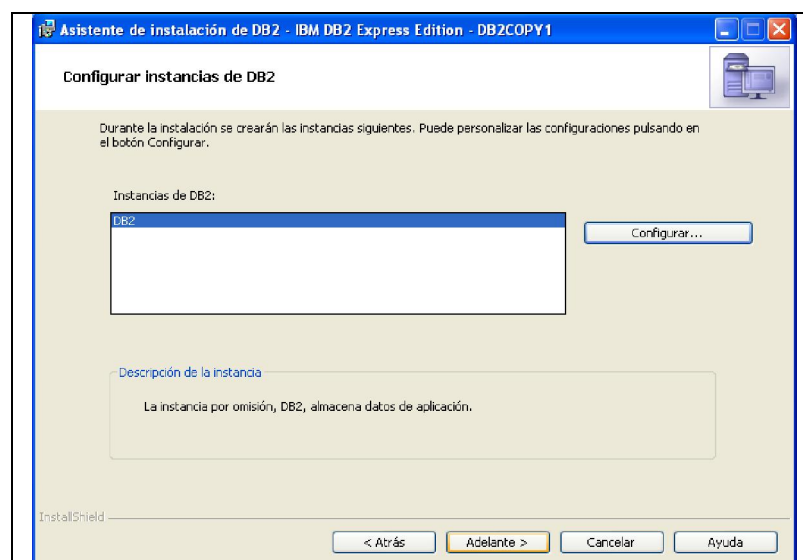 Asistente de instalación de DB2 - IBM DB2 Express Edition - DB2COPY1
Configurar instancias de DB2
Durante la instalación se crearán las instancias siguientes. Puede personalizar las configuraciones pulsando en
el botón Configurar.
Instancias de DB2:
DB2
Configurar...
Descripción de la instancia
La instancia por omisión, DB2, almacena datos de aplicación.
InstallShield
< Atrás
Adelante >
Cancelar
Ayuda